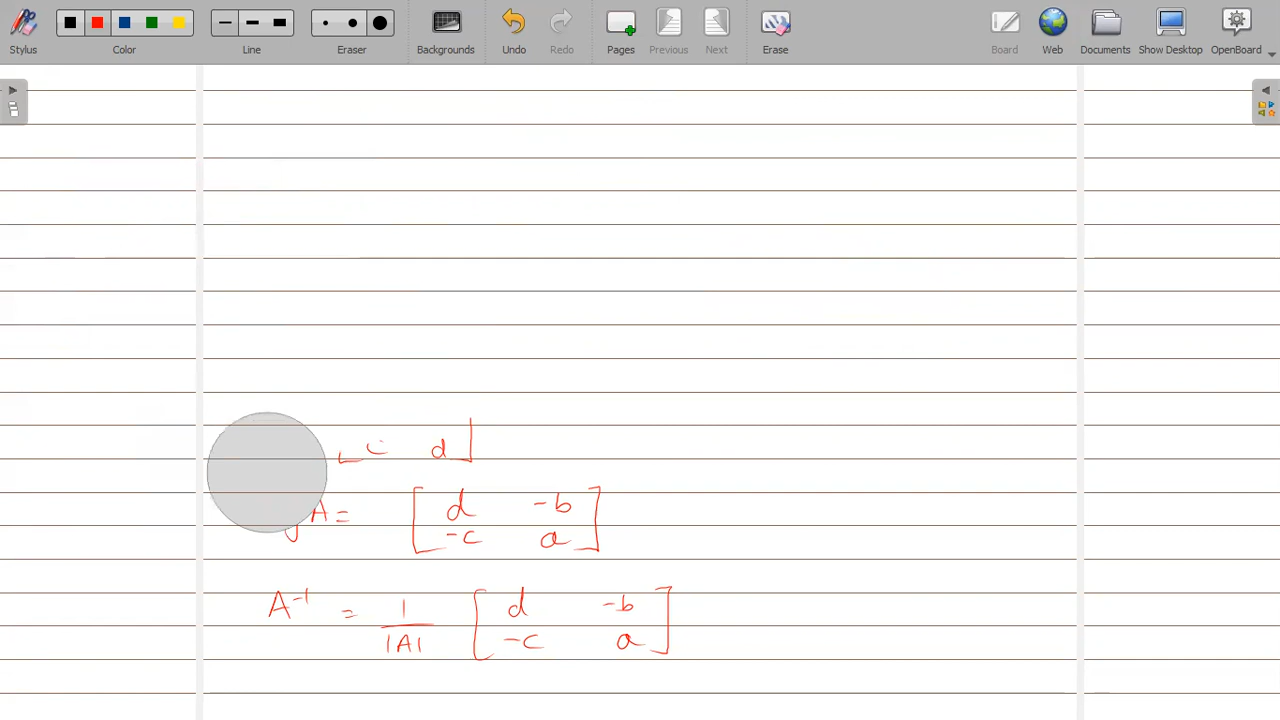 Stylus Color Line Eraser Backgrounds Undo Redo Pages Previous Next Erase Board Web Documents Show Desktop OpenBoard
c d ]
A = [ d -b
-c a ]
A⁻¹ = 1 [ d -b
|A| -c a ]